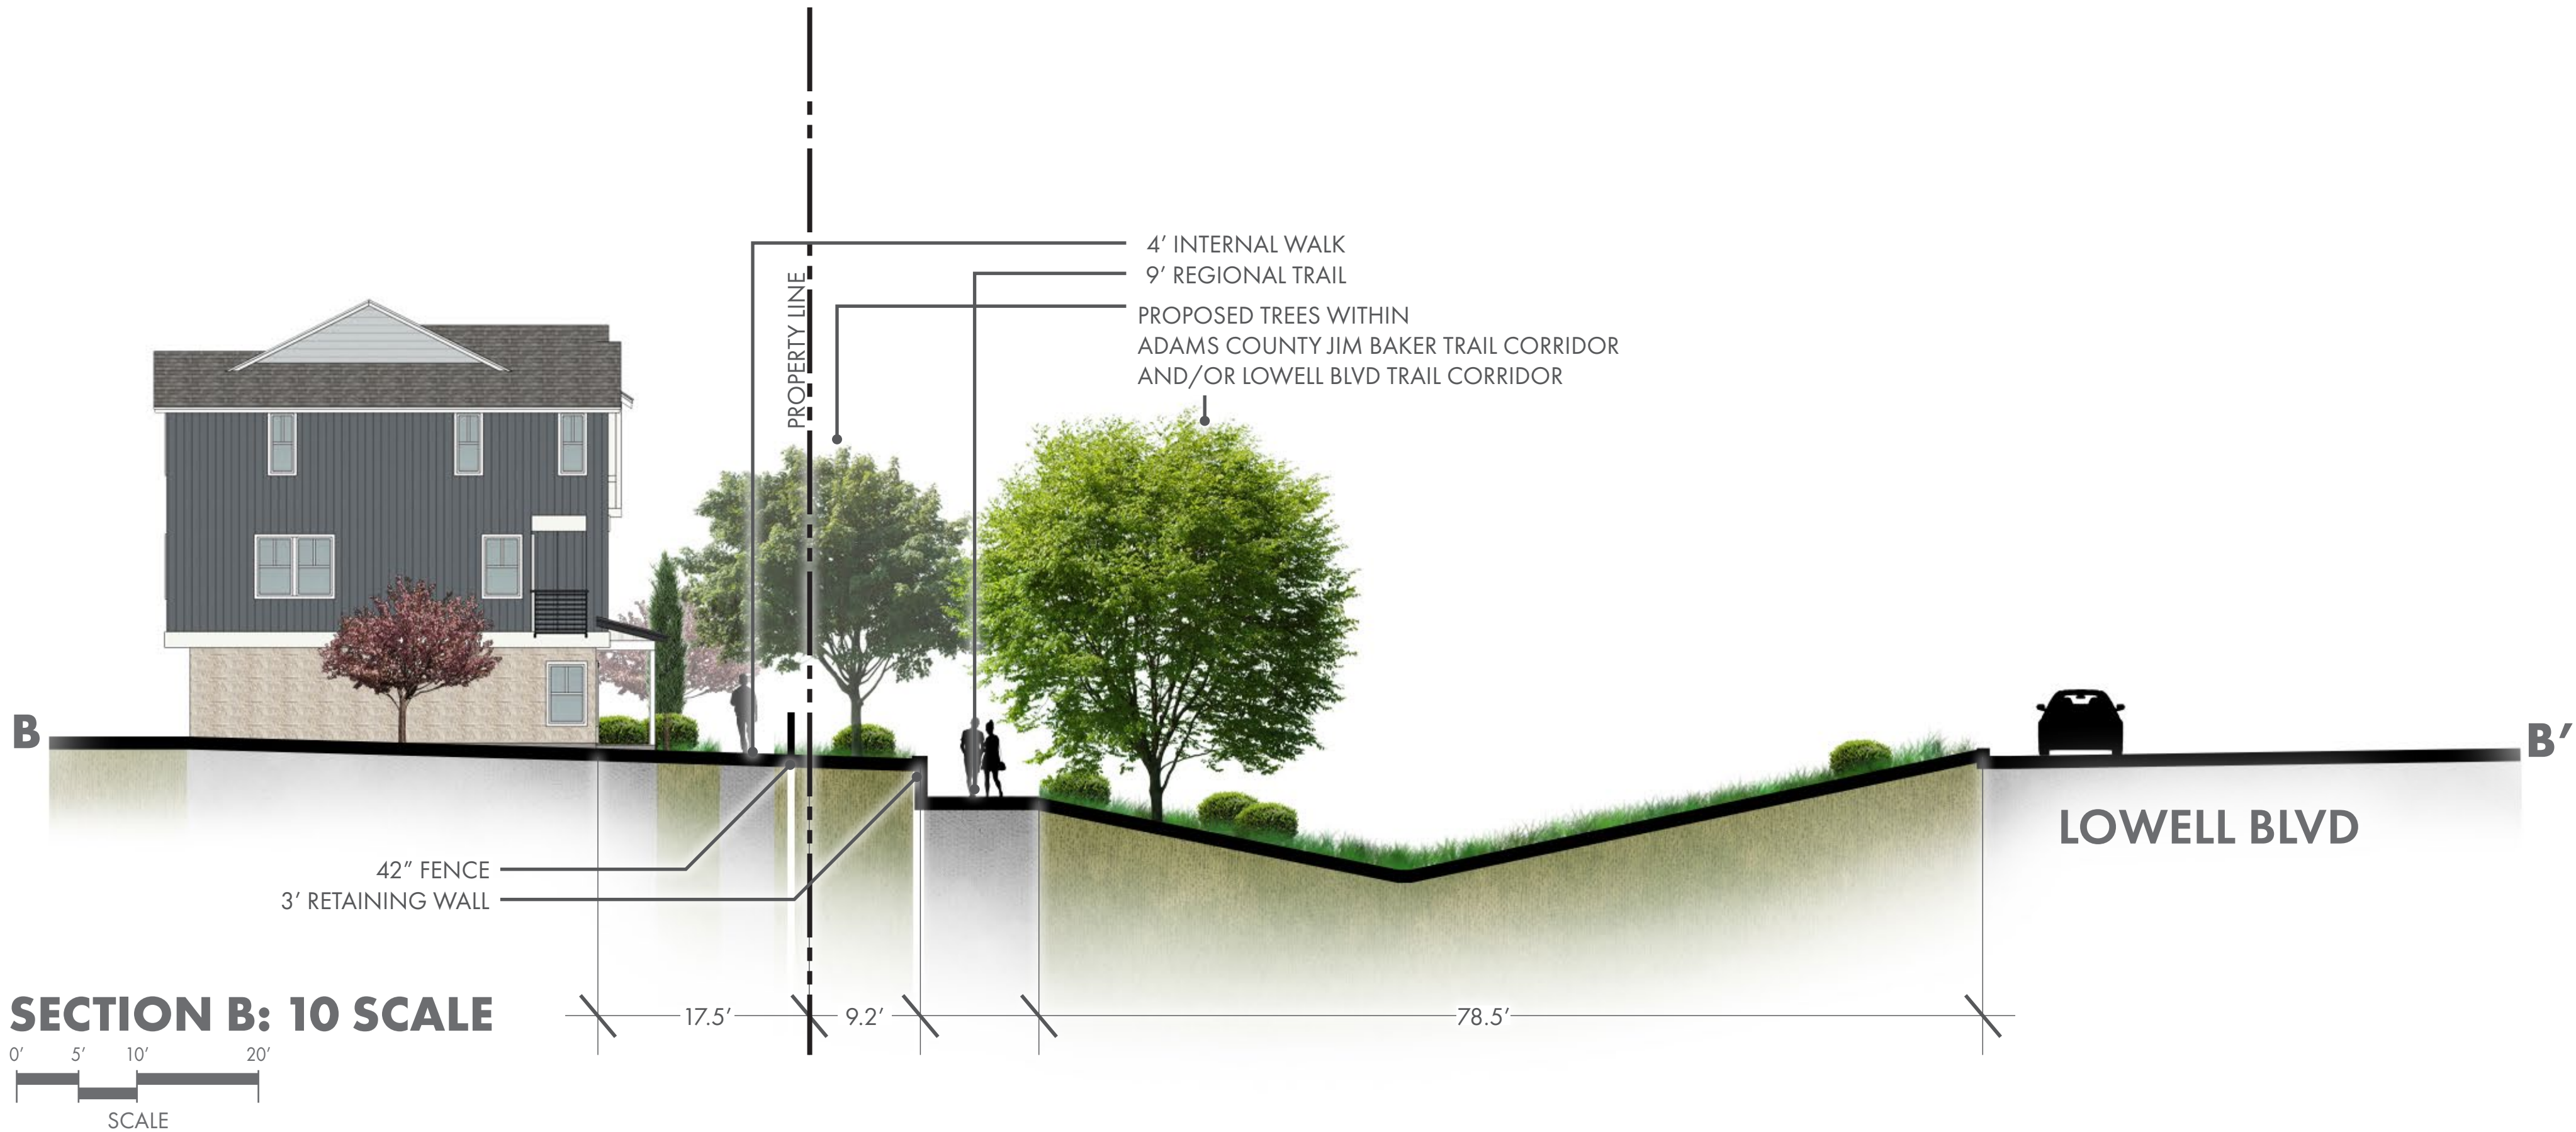 4’ INTERNAL WALK
9’ REGIONAL TRAIL
PROPOSED TREES WITHIN
ADAMS COUNTY JIM BAKER TRAIL CORRIDOR
AND/OR LOWELL BLVD TRAIL CORRIDOR
PROPERTY LINE
B
B’
LOWELL BLVD
42” FENCE
3’ RETAINING WALL
17.5’
9.2’
78.5’
SECTION B: 10 SCALE
0’ 5’ 10’ 20’
SCALE